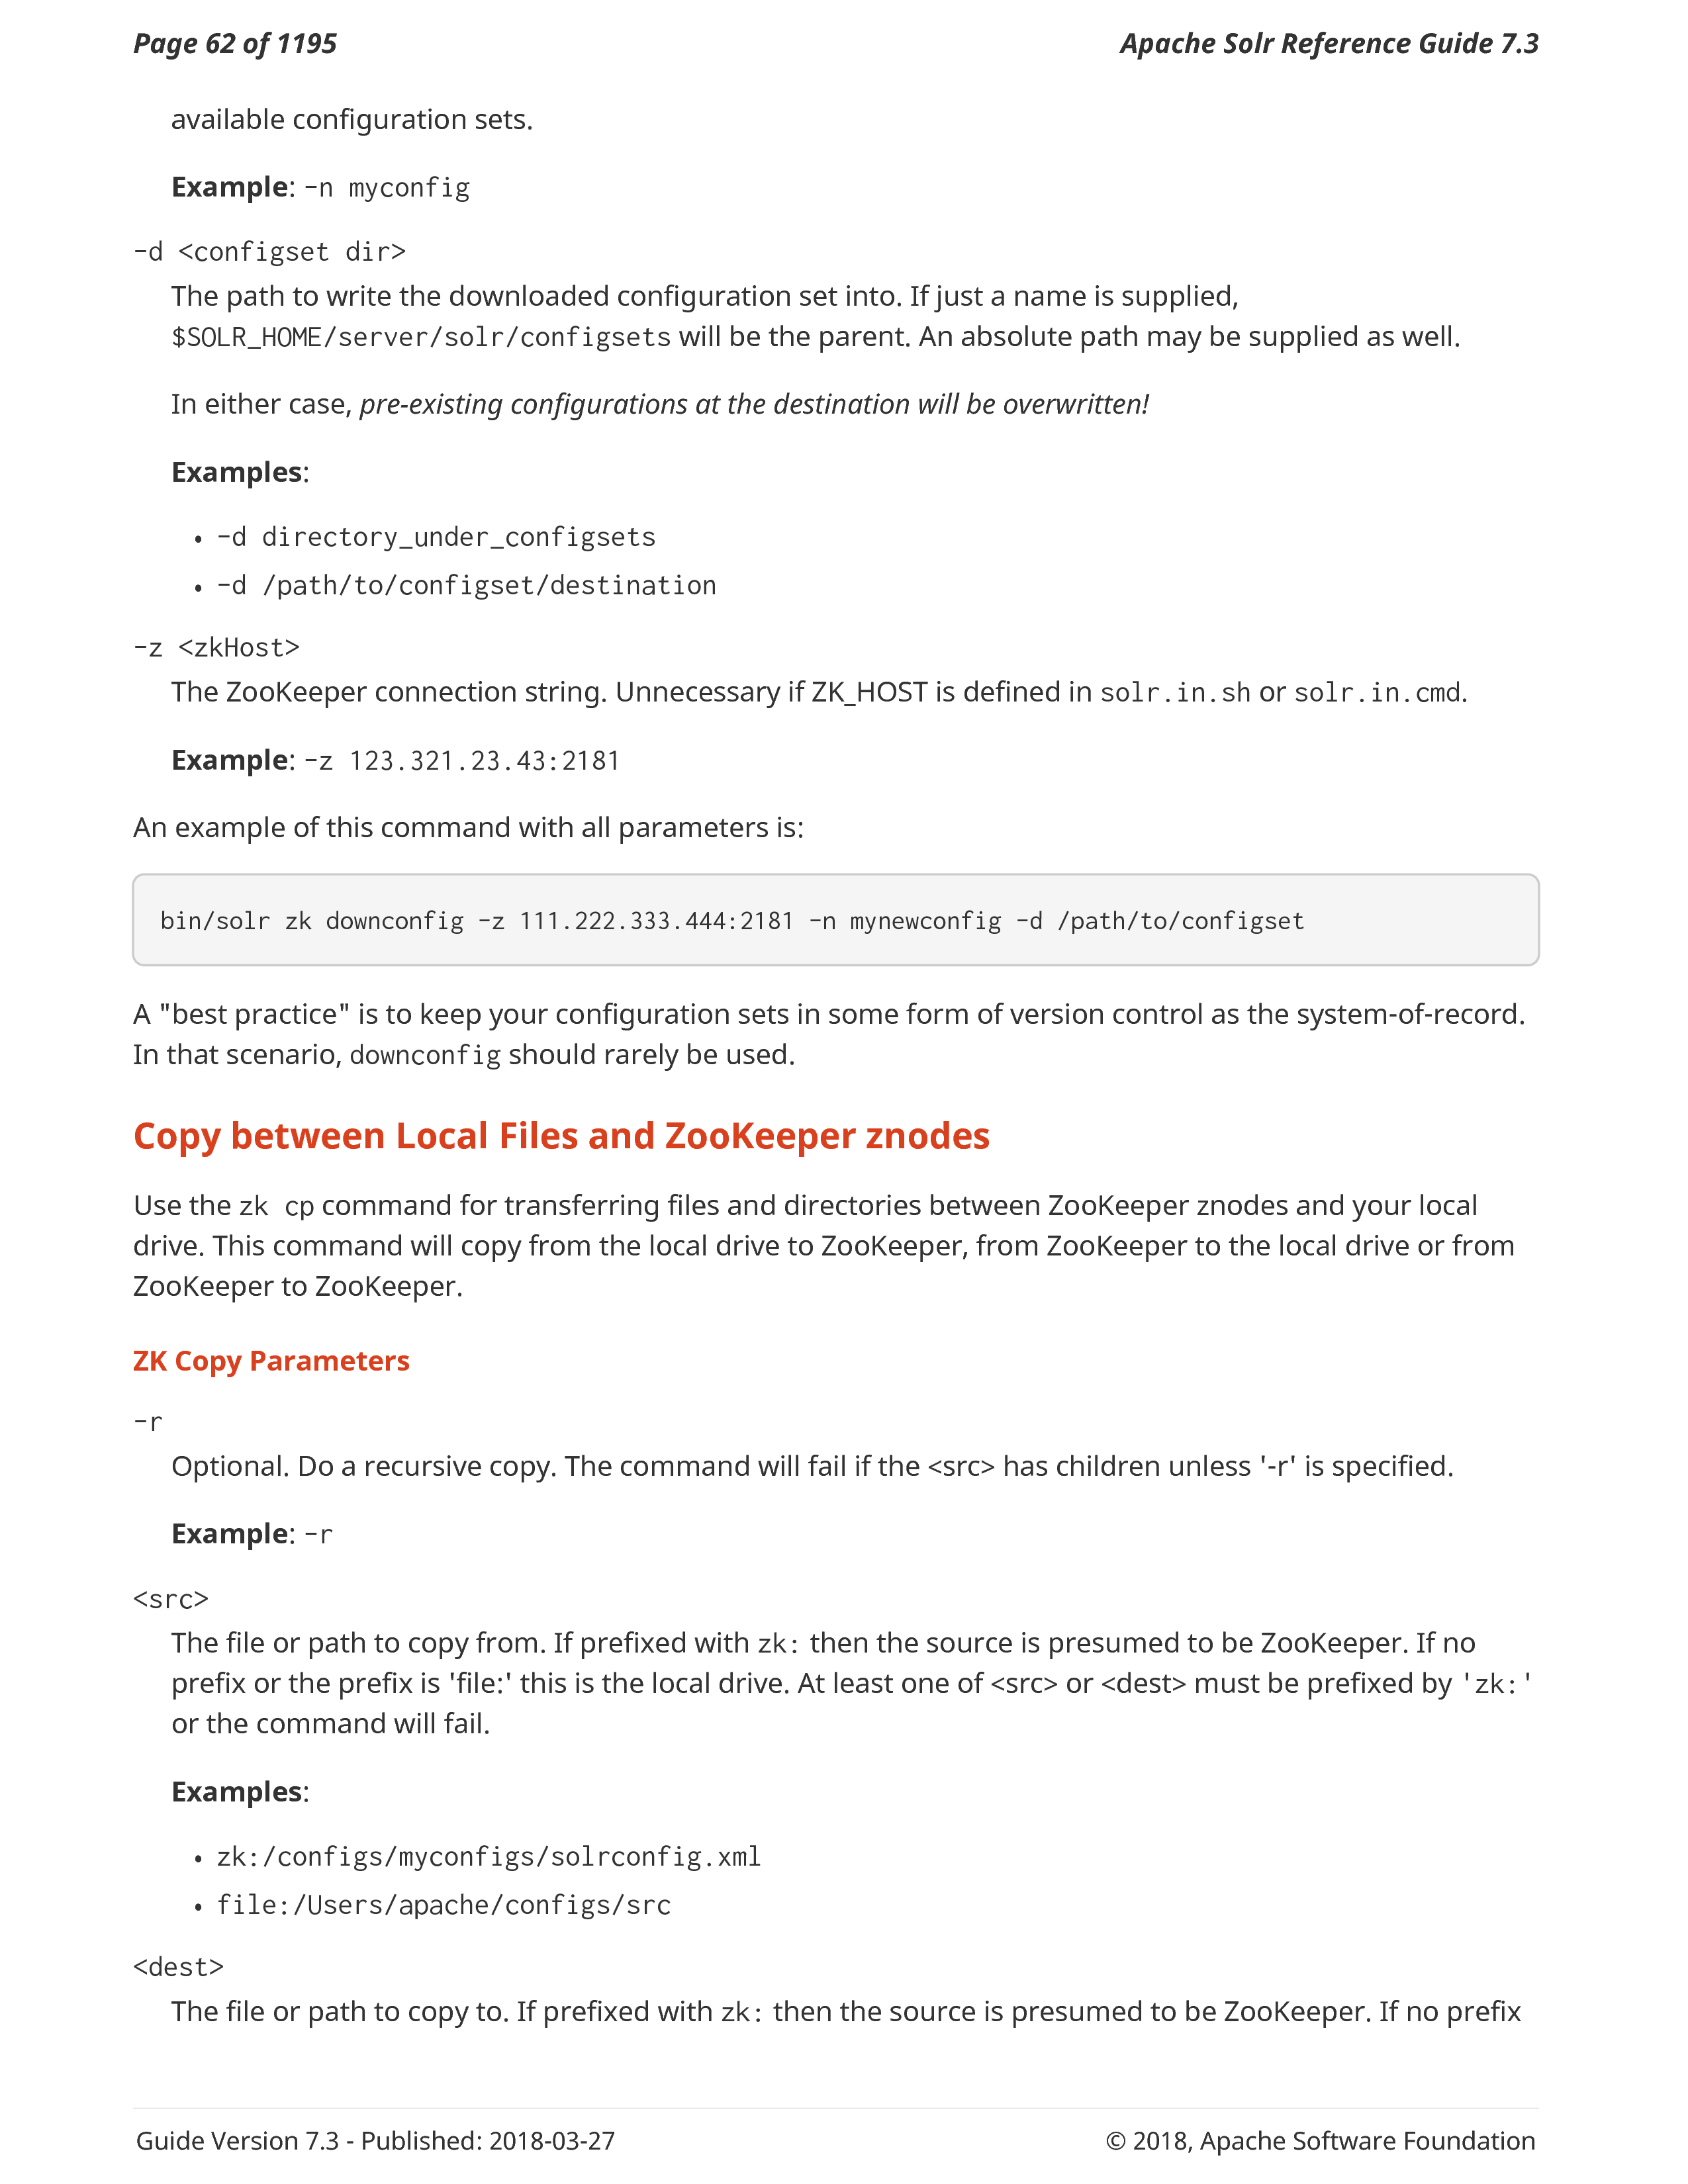 Page 62 of 1195
Apache Solr Reference Guide 7.3
available configuration sets.
Example: -n myconfig
-d <configset dir>
The path to write the downloaded configuration set into. If just a name is supplied,
$SOLR_HOME/server/solr/configsets will be the parent. An absolute path may be supplied as well.
In either case, pre-existing configurations at the destination will be overwritten!
Examples:
• -d directory_under_configsets
• -d /path/to/configset/destination
-z <zkHost>
The ZooKeeper connection string. Unnecessary if ZK_HOST is defined in solr.in.sh or solr.in.cmd.
Example: -z 123.321.23.43:2181
An example of this command with all parameters is:
bin/solr zk downconfig -z 111.222.333.444:2181 -n mynewconfig -d /path/to/configset
A "best practice" is to keep your configuration sets in some form of version control as the system-of-record.
In that scenario, downconfig should rarely be used.
Copy between Local Files and ZooKeeper znodes
Use the zk cp command for transferring files and directories between ZooKeeper znodes and your local
drive. This command will copy from the local drive to ZooKeeper, from ZooKeeper to the local drive or from
ZooKeeper to ZooKeeper.
ZK Copy Parameters
-r
Optional. Do a recursive copy. The command will fail if the <src> has children unless '-r' is specified.
Example: -r
<src>
The file or path to copy from. If prefixed with zk: then the source is presumed to be ZooKeeper. If no
prefix or the prefix is 'file:' this is the local drive. At least one of <src> or <dest> must be prefixed by 'zk:'
or the command will fail.
Examples:
• zk:/configs/myconfigs/solrconfig.xml
• file:/Users/apache/configs/src
<dest>
The file or path to copy to. If prefixed with zk: then the source is presumed to be ZooKeeper. If no prefix
Guide Version 7.3 - Published: 2018-03-27
© 2018, Apache Software Foundation